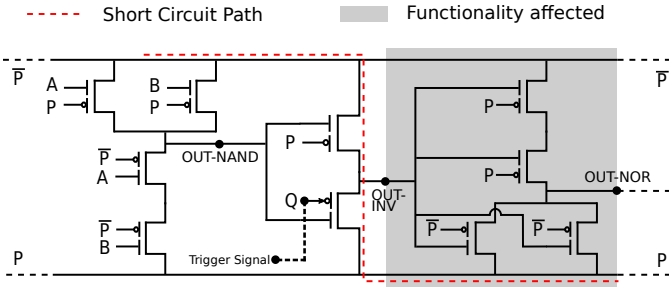 Short Circuit Path
Functionality affected
P̅
P̅
A
P
B
P
P
P
P̅
A
OUT-NAND
P
OUT-NOR
Q
OUT-
INV
P̅
B
P̅
P̅
Trigger Signal
P
P